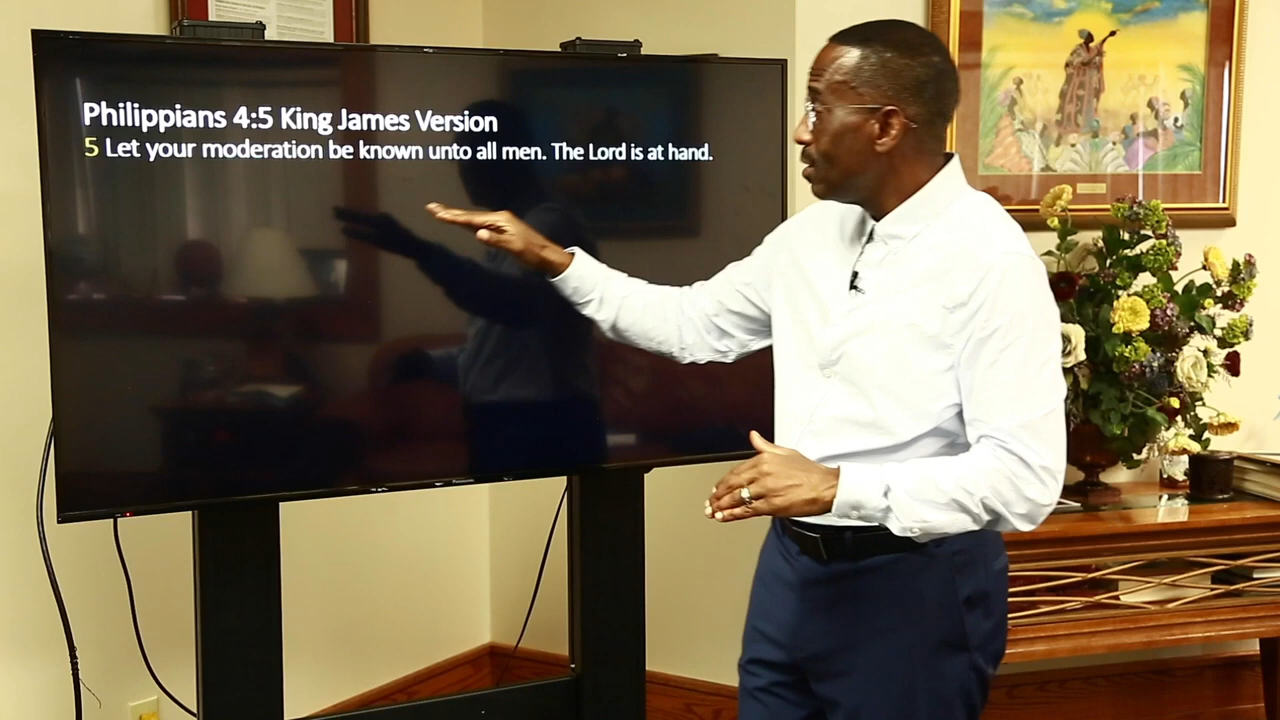 Philippians 4:5 King James Version
5 Let your moderation be known unto all men. The Lord is at hand.
Panasonic